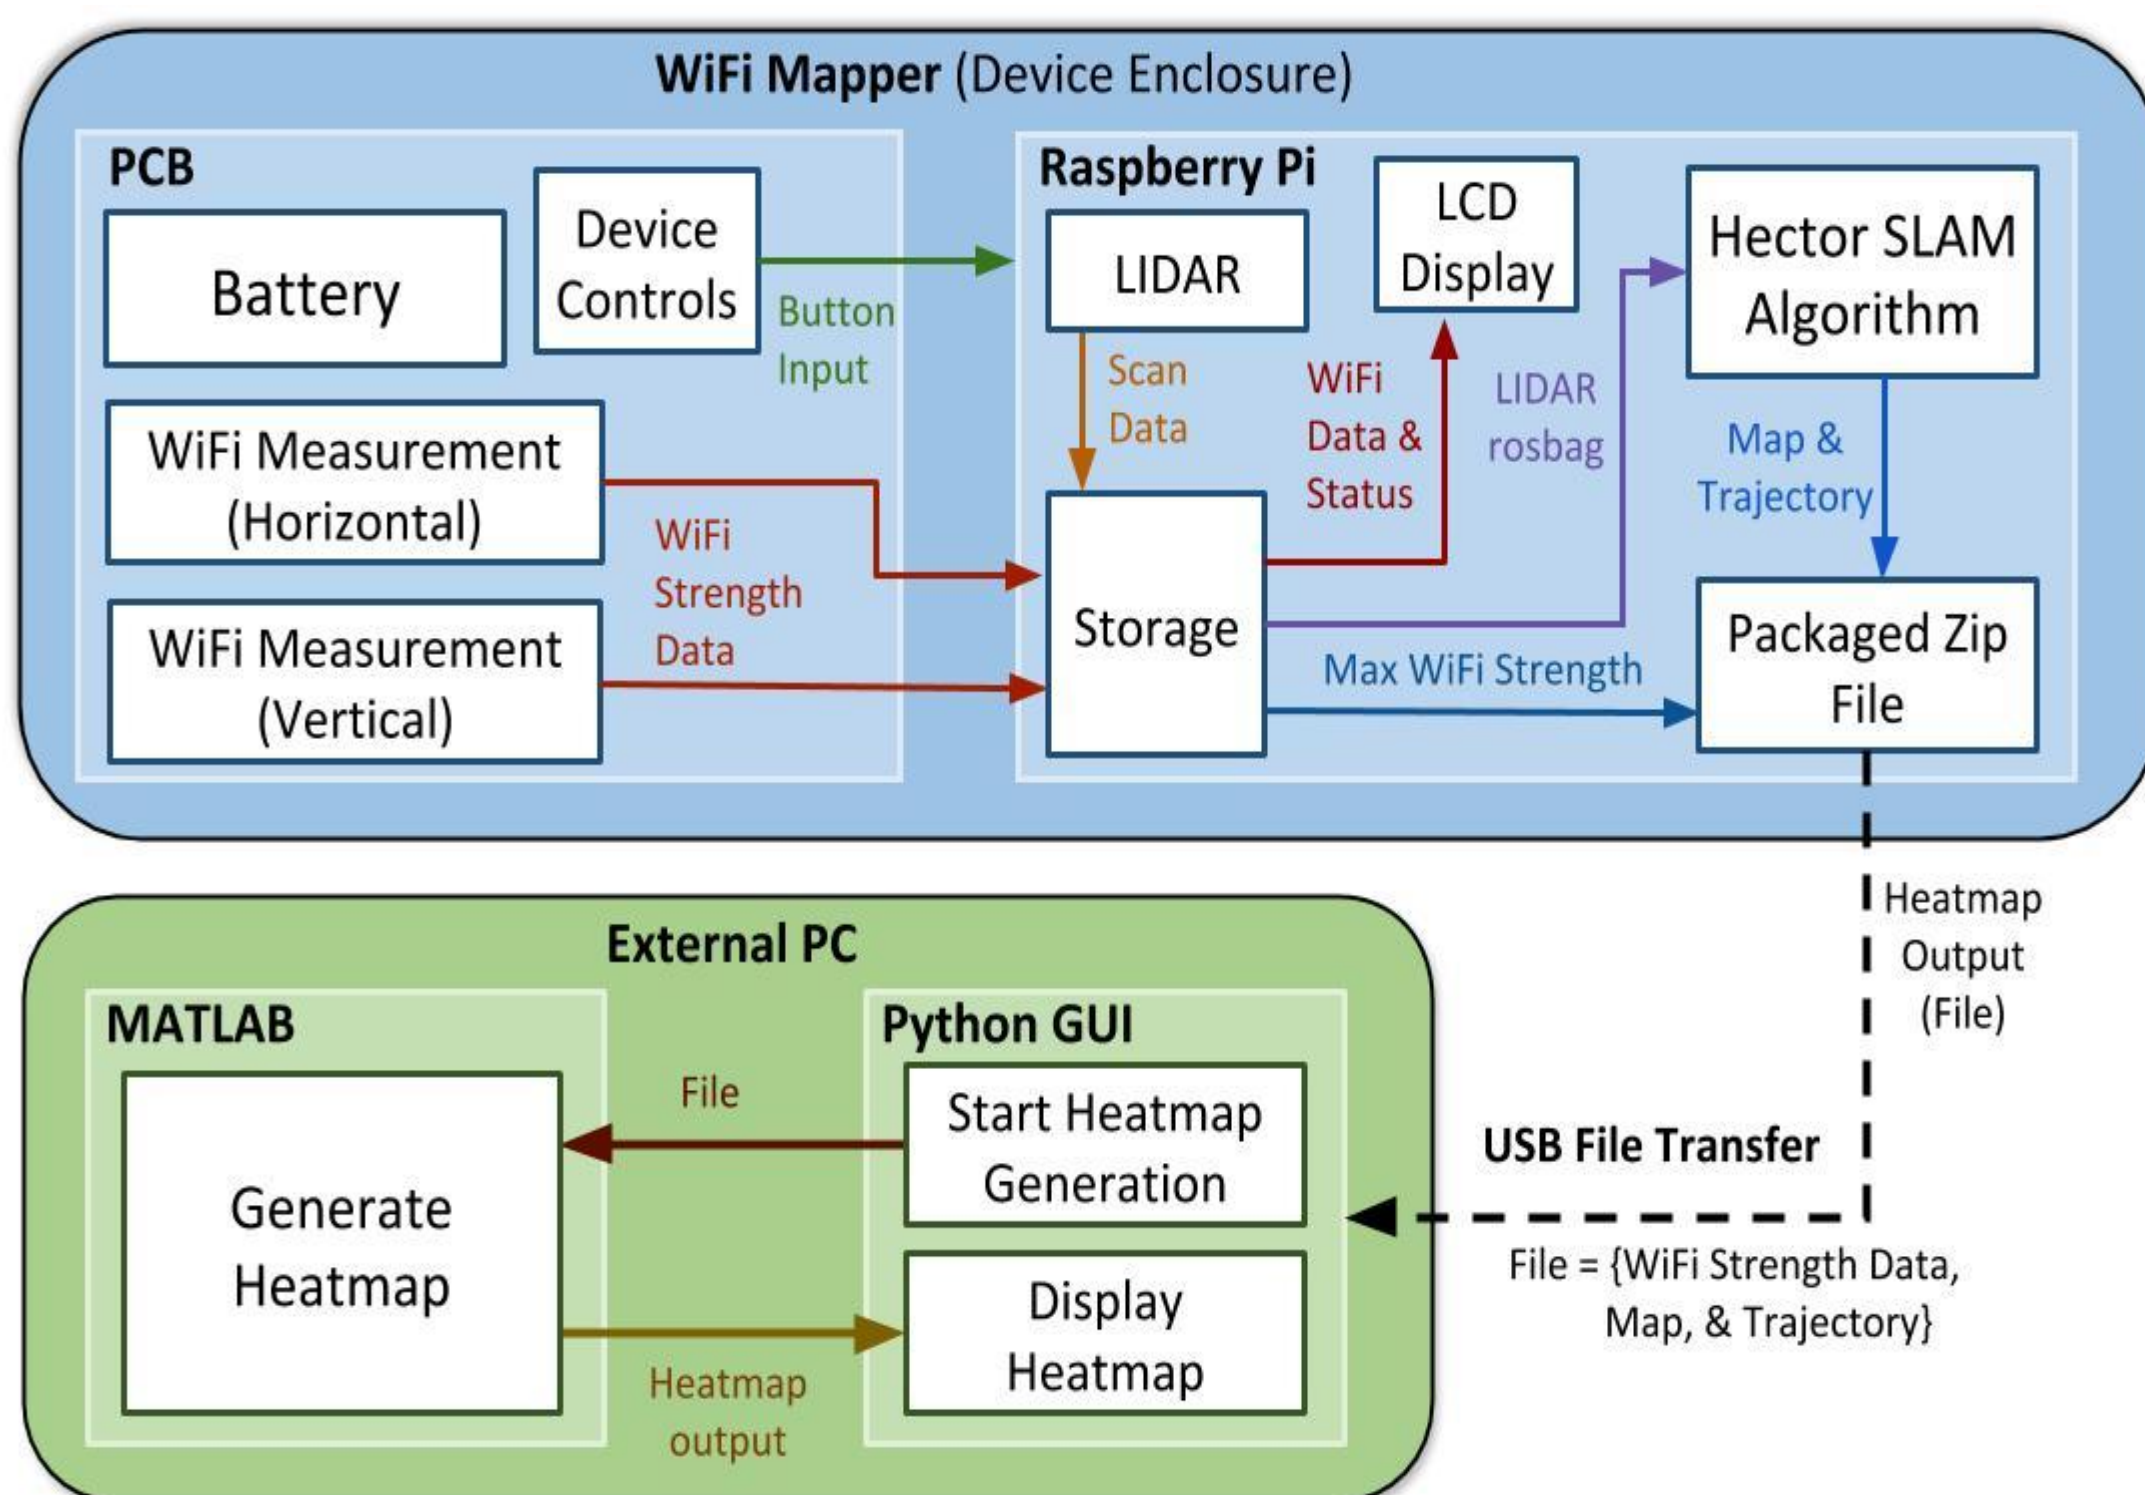 WiFi Mapper (Device Enclosure)
PCB
Battery
Device
Controls
Button
Input
WiFi Measurement
(Horizontal)
WiFi Measurement
(Vertical)
WiFi
Strength
Data
Raspberry Pi
LIDAR
Scan
Data
Storage
LCD
Display
WiFi
Data &
Status
LIDAR
rosbag
Hector SLAM
Algorithm
Map &
Trajectory
Max WiFi Strength
Packaged Zip
File
Heatmap
Output
(File)
USB File Transfer
File = {WiFi Strength Data,
Map, & Trajectory}
External PC
MATLAB
Generate
Heatmap
File
Heatmap
output
Python GUI
Start Heatmap
Generation
Display
Heatmap